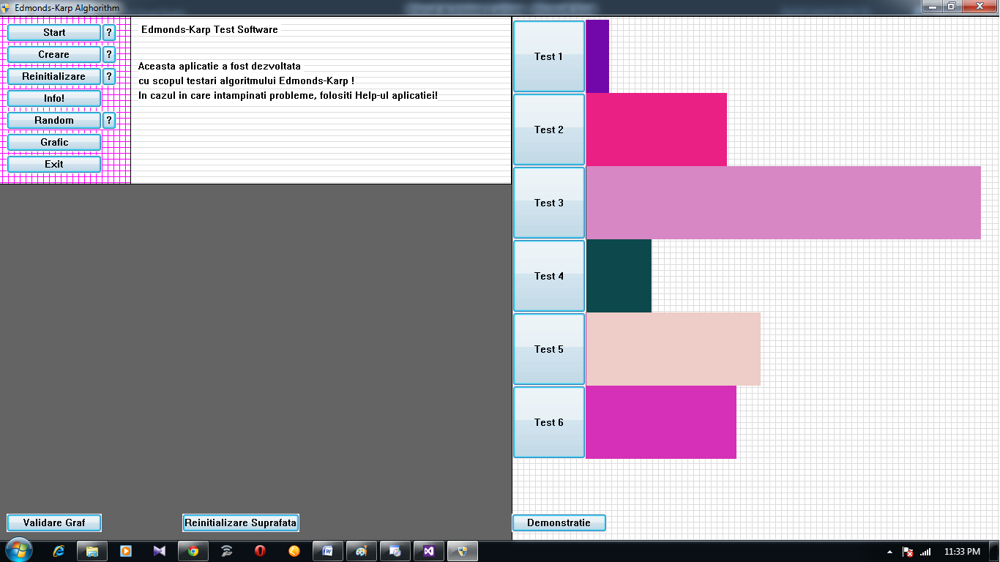 Edmonds-Karp Alghorithm
Start ?
Creare ?
Reinitializare ?
Info!
Random ?
Grafic
Exit
Edmonds-Karp Test Software
Aceasta aplicatie a fost dezvoltata
cu scopul testari algoritmului Edmonds-Karp !
In cazul in care intampinati probleme, folositi Help-ul aplicatiei!
Test 1
Test 2
Test 3
Test 4
Test 5
Test 6
Validare Graf
Reinitializare Suprafata
Demonstratie
11:33 PM